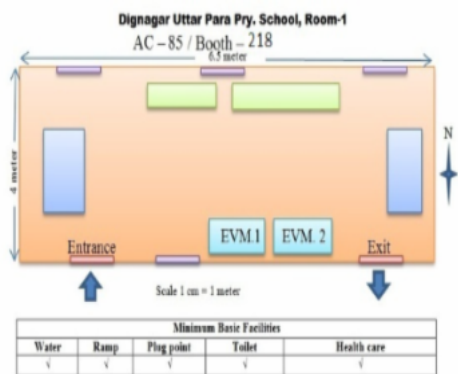 Dignagar Uttar Para Pry. School, Room-1
AC – 85 / Booth – 218
6.5 meter
4 meter
N
EVM.1
EVM. 2
Entrance
Exit
Scale 1 cm = 1 meter
Minimum Basic Facilities
Water Ramp Plug point Toilet Health care
√ √ √ √ √